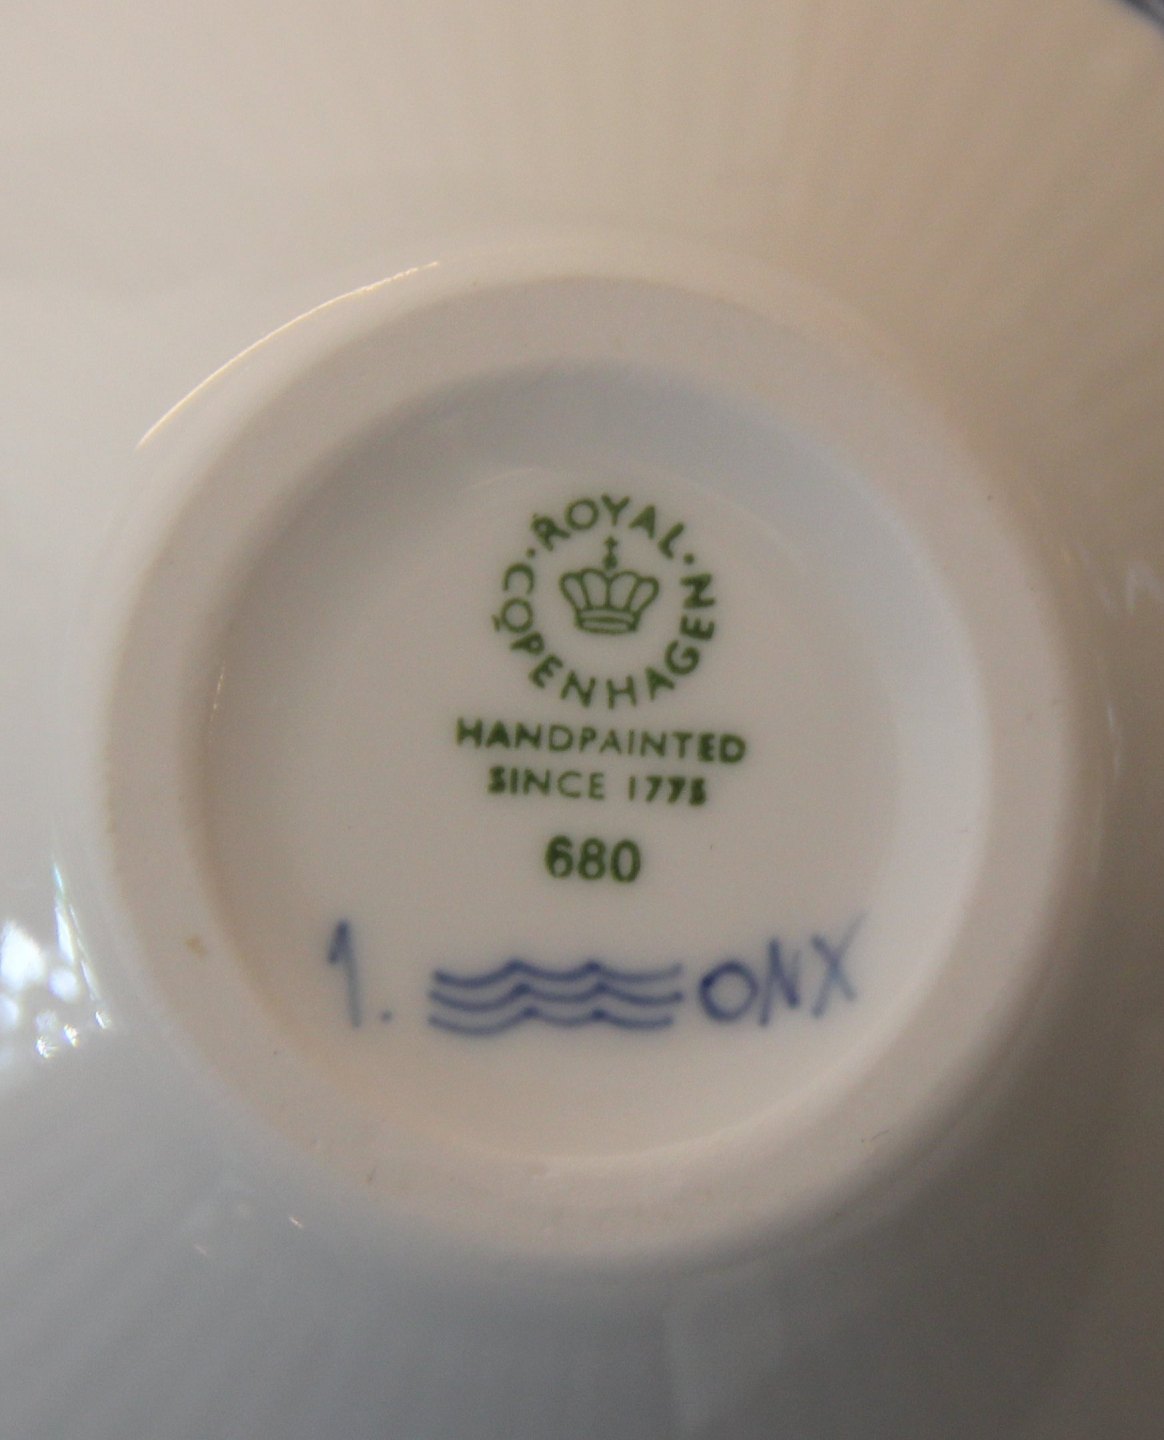 ROYAL · COPENHAGEN ·
HANDPAINTED
SINCE 1775
680
1. ONX